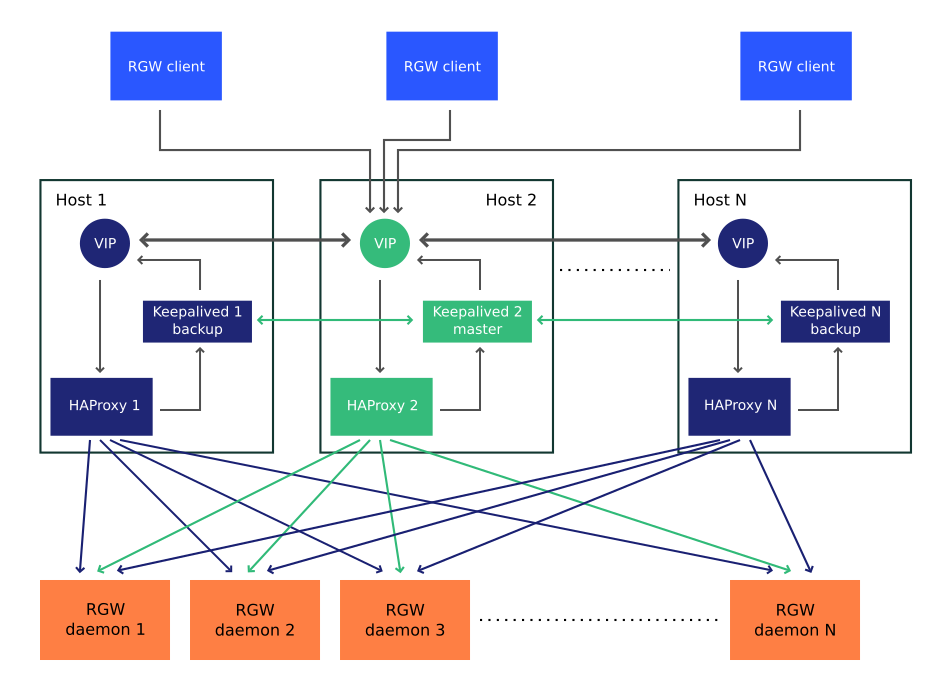 RGW client
RGW client
RGW client
Host 1
Host 2
Host N
VIP
VIP
VIP
Keepalived 1
backup
Keepalived 2
master
Keepalived N
backup
HAProxy 1
HAProxy 2
HAProxy N
RGW
daemon 1
RGW
daemon 2
RGW
daemon 3
RGW
daemon N